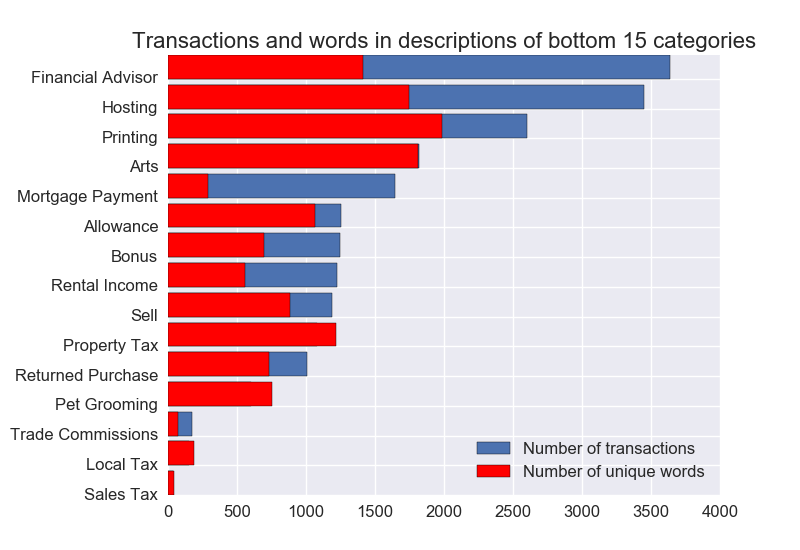 Transactions and words in descriptions of bottom 15 categories
Financial Advisor
Hosting
Printing
Arts
Mortgage Payment
Allowance
Bonus
Rental Income
Sell
Property Tax
Returned Purchase
Pet Grooming
Trade Commissions
Local Tax
Sales Tax
Number of transactions
Number of unique words
0 500 1000 1500 2000 2500 3000 3500 4000